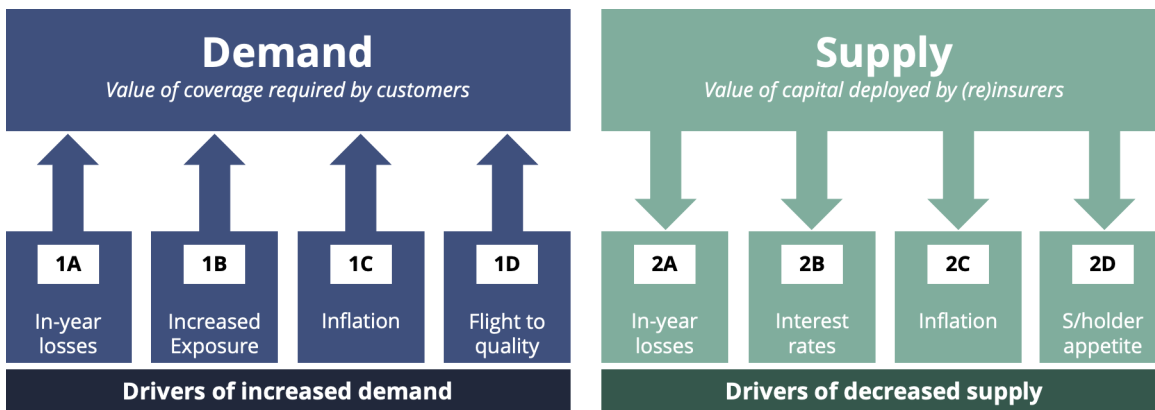 Demand
Value of coverage required by customers
1A
In-year
losses
1B
Increased
Exposure
1C
Inflation
1D
Flight to
quality
Drivers of increased demand
Supply
Value of capital deployed by (re)insurers
2A
In-year
losses
2B
Interest
rates
2C
Inflation
2D
S/holder
appetite
Drivers of decreased supply